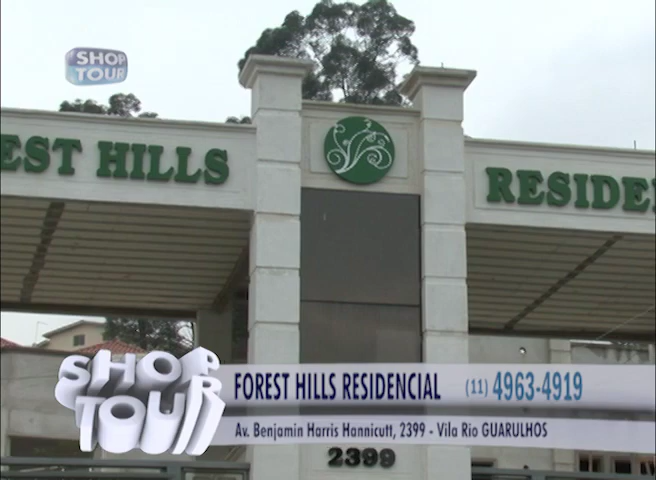 SHOP
TOUR
EST HILLS
RESIDE
SHOP
TOUR
FOREST HILLS RESIDENCIAL (11) 4963-4919
Av. Benjamin Harris Hannicutt, 2399 - Vila Rio GUARULHOS
2399